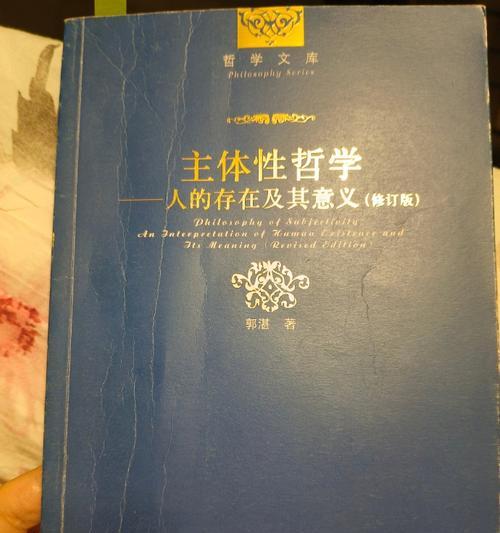 哲学文库
Philosophy Series
主体性哲学
——人的存在及其意义(修订版)
Philosophy of Subjectivity:
An Interpretation of Human Existence and
Its Meaning (Revised Edition)
郭湛 著